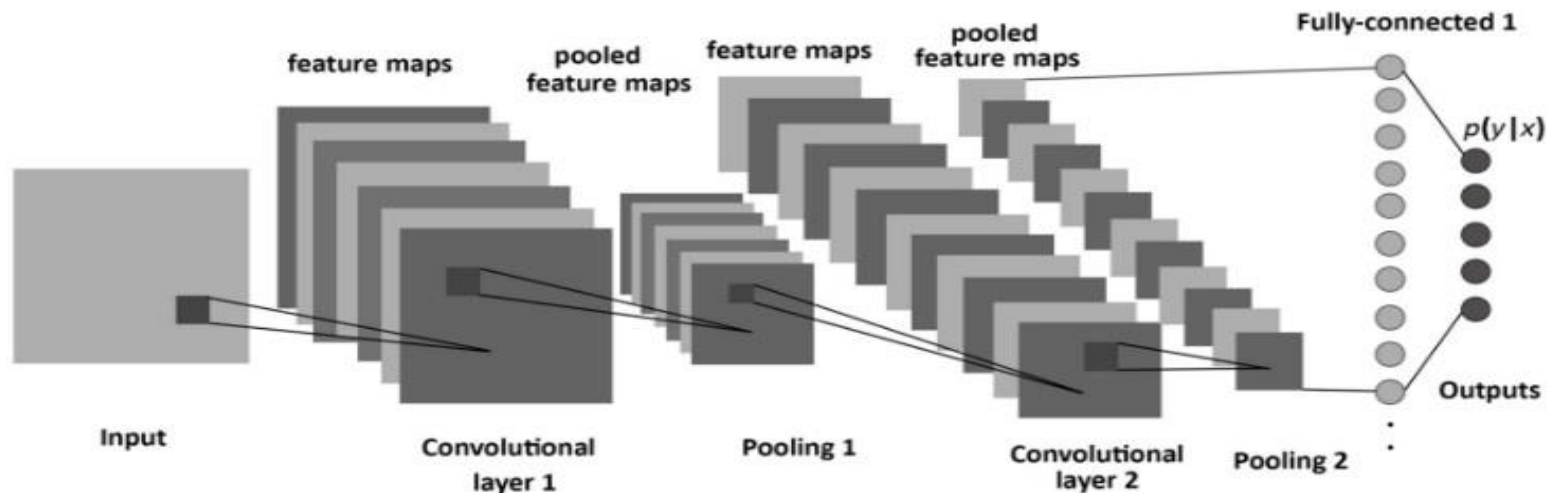 Fully-connected 1
feature maps
pooled
feature maps
feature maps
pooled
feature maps
p(y|x)
Input
Convolutional
layer 1
Pooling 1
Convolutional
layer 2
Pooling 2
Outputs